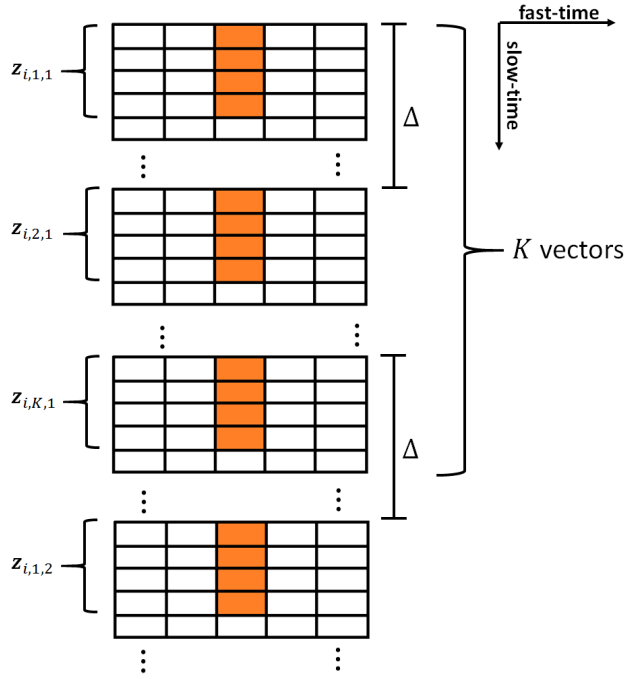 fast-time
slow-time
z_{i,1,1}
Δ
z_{i,2,1}
K vectors
z_{i,K,1}
Δ
z_{i,1,2}